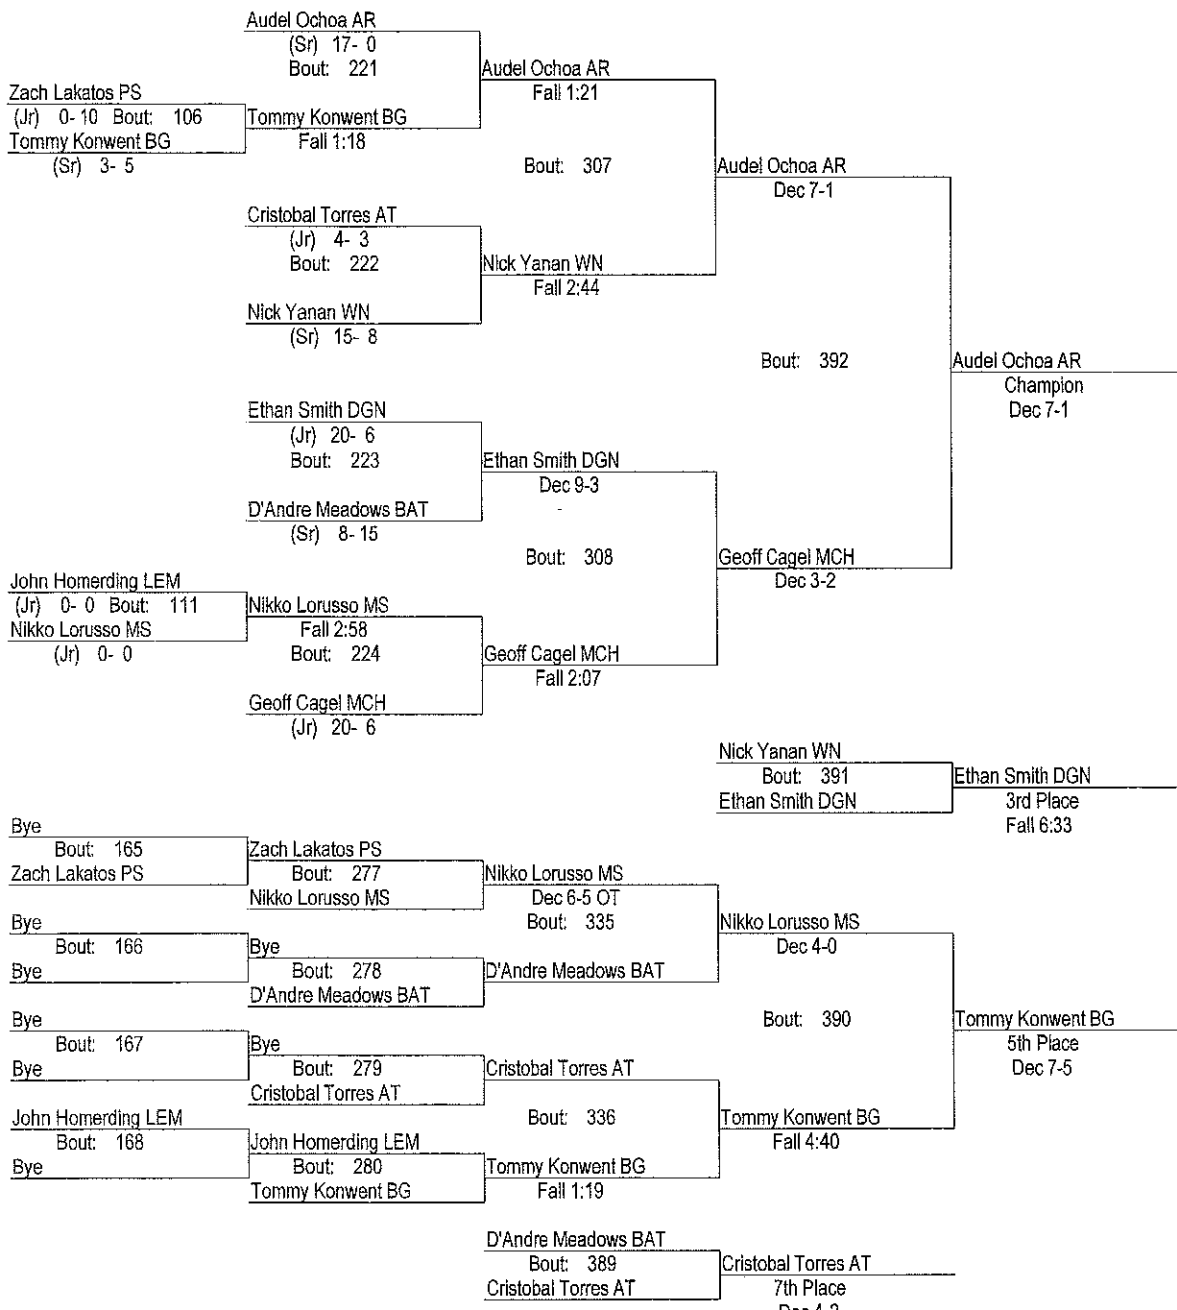 Audel Ochoa AR
(Sr) 17- 0
Bout: 221
Audel Ochoa AR
Fall 1:21
Zach Lakatos PS
(Jr) 0- 10 Bout: 106
Tommy Konwent BG
(Sr) 3- 5
Tommy Konwent BG
Fall 1:18
Bout: 307
Audel Ochoa AR
Dec 7-1
Cristobal Torres AT
(Jr) 4- 3
Bout: 222
Nick Yanan WN
Fall 2:44
Nick Yanan WN
(Sr) 15- 8
Bout: 392
Audel Ochoa AR
Champion
Dec 7-1
Ethan Smith DGN
(Jr) 20- 6
Bout: 223
Ethan Smith DGN
Dec 9-3
D'Andre Meadows BAT
(Sr) 8- 15
Bout: 308
Geoff Cagel MCH
Dec 3-2
John Homerding LEM
(Jr) 0- 0 Bout: 111
Nikko Lorusso MS
(Jr) 0- 0
Nikko Lorusso MS
Fall 2:58
Bout: 224
Geoff Cagel MCH
Fall 2:07
Geoff Cagel MCH
(Jr) 20- 6
Nick Yanan WN
Bout: 391
Ethan Smith DGN
Ethan Smith DGN
3rd Place
Fall 6:33
Bye
Bout: 165
Zach Lakatos PS
Zach Lakatos PS
Bout: 277
Nikko Lorusso MS
Nikko Lorusso MS
Dec 6-5 OT
Bout: 335
Nikko Lorusso MS
Dec 4-0
Bye
Bout: 166
Bye
Bye
Bout: 278
D'Andre Meadows BAT
D'Andre Meadows BAT
Bout: 390
Tommy Konwent BG
5th Place
Dec 7-5
Bye
Bout: 167
Bye
Bye
Bout: 279
Cristobal Torres AT
Cristobal Torres AT
Bout: 336
Tommy Konwent BG
Fall 4:40
John Homerding LEM
Bout: 168
Bye
John Homerding LEM
Bout: 280
Tommy Konwent BG
Tommy Konwent BG
Fall 1:19
D'Andre Meadows BAT
Bout: 389
Cristobal Torres AT
Cristobal Torres AT
7th Place